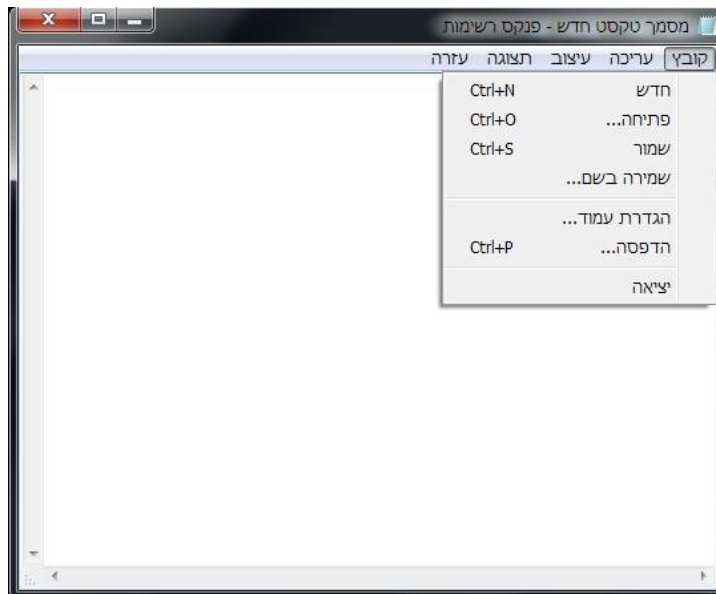 מסמך טקסט חדש - פנקס רשימות
קובץ עריכה עיצוב תצוגה עזרה
חדש Ctrl+N
פתיחה... Ctrl+O
שמור Ctrl+S
שמירה בשם...
הגדרת עמוד...
הדפסה... Ctrl+P
יציאה